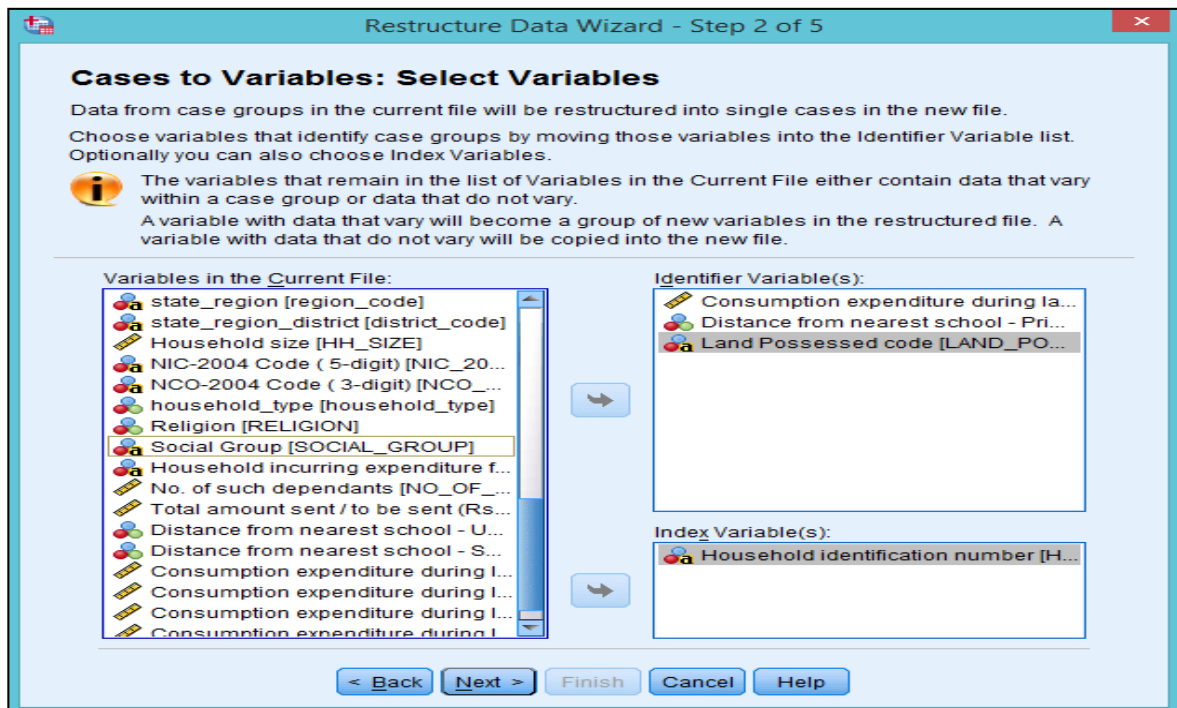 Restructure Data Wizard - Step 2 of 5
Cases to Variables: Select Variables
Data from case groups in the current file will be restructured into single cases in the new file.
Choose variables that identify case groups by moving those variables into the Identifier Variable list.
Optionally you can also choose Index Variables.
The variables that remain in the list of Variables in the Current File either contain data that vary
within a case group or data that do not vary.
A variable with data that vary will become a group of new variables in the restructured file. A
variable with data that do not vary will be copied into the new file.
Variables in the Current File:
state_region [region_code]
state_region_district [district_code]
Household size [HH_SIZE]
NIC-2004 Code ( 5-digit) [NIC_20...
NCO-2004 Code ( 3-digit) [NCO_...
household_type [household_type]
Religion [RELIGION]
Social Group [SOCIAL_GROUP]
Household incurring expenditure f...
No. of such dependants [NO_OF_...
Total amount sent / to be sent (Rs...
Distance from nearest school - U...
Distance from nearest school - S...
Consumption expenditure during l...
Consumption expenditure during l...
Consumption expenditure during l...
Consumption expenditure during l...
Identifier Variable(s):
Consumption expenditure during la...
Distance from nearest school - Pri...
Land Possessed code [LAND_PO...
Index Variable(s):
Household identification number [H...
< Back
Next >
Finish
Cancel
Help